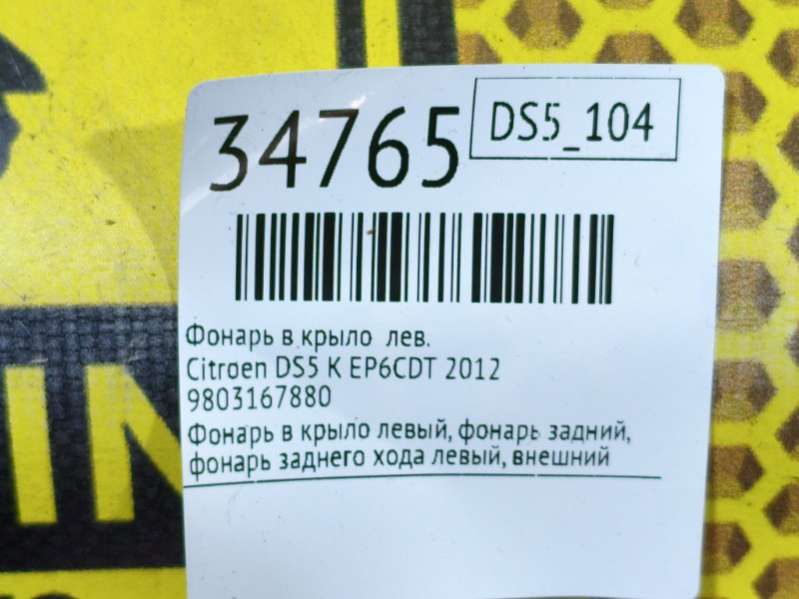 34765
DS5_104
Фонарь в крыло лев.
Citroen DS5 K EP6CDT 2012
9803167880
Фонарь в крыло левый, фонарь задний,
фонарь заднего хода левый, внешний
IN